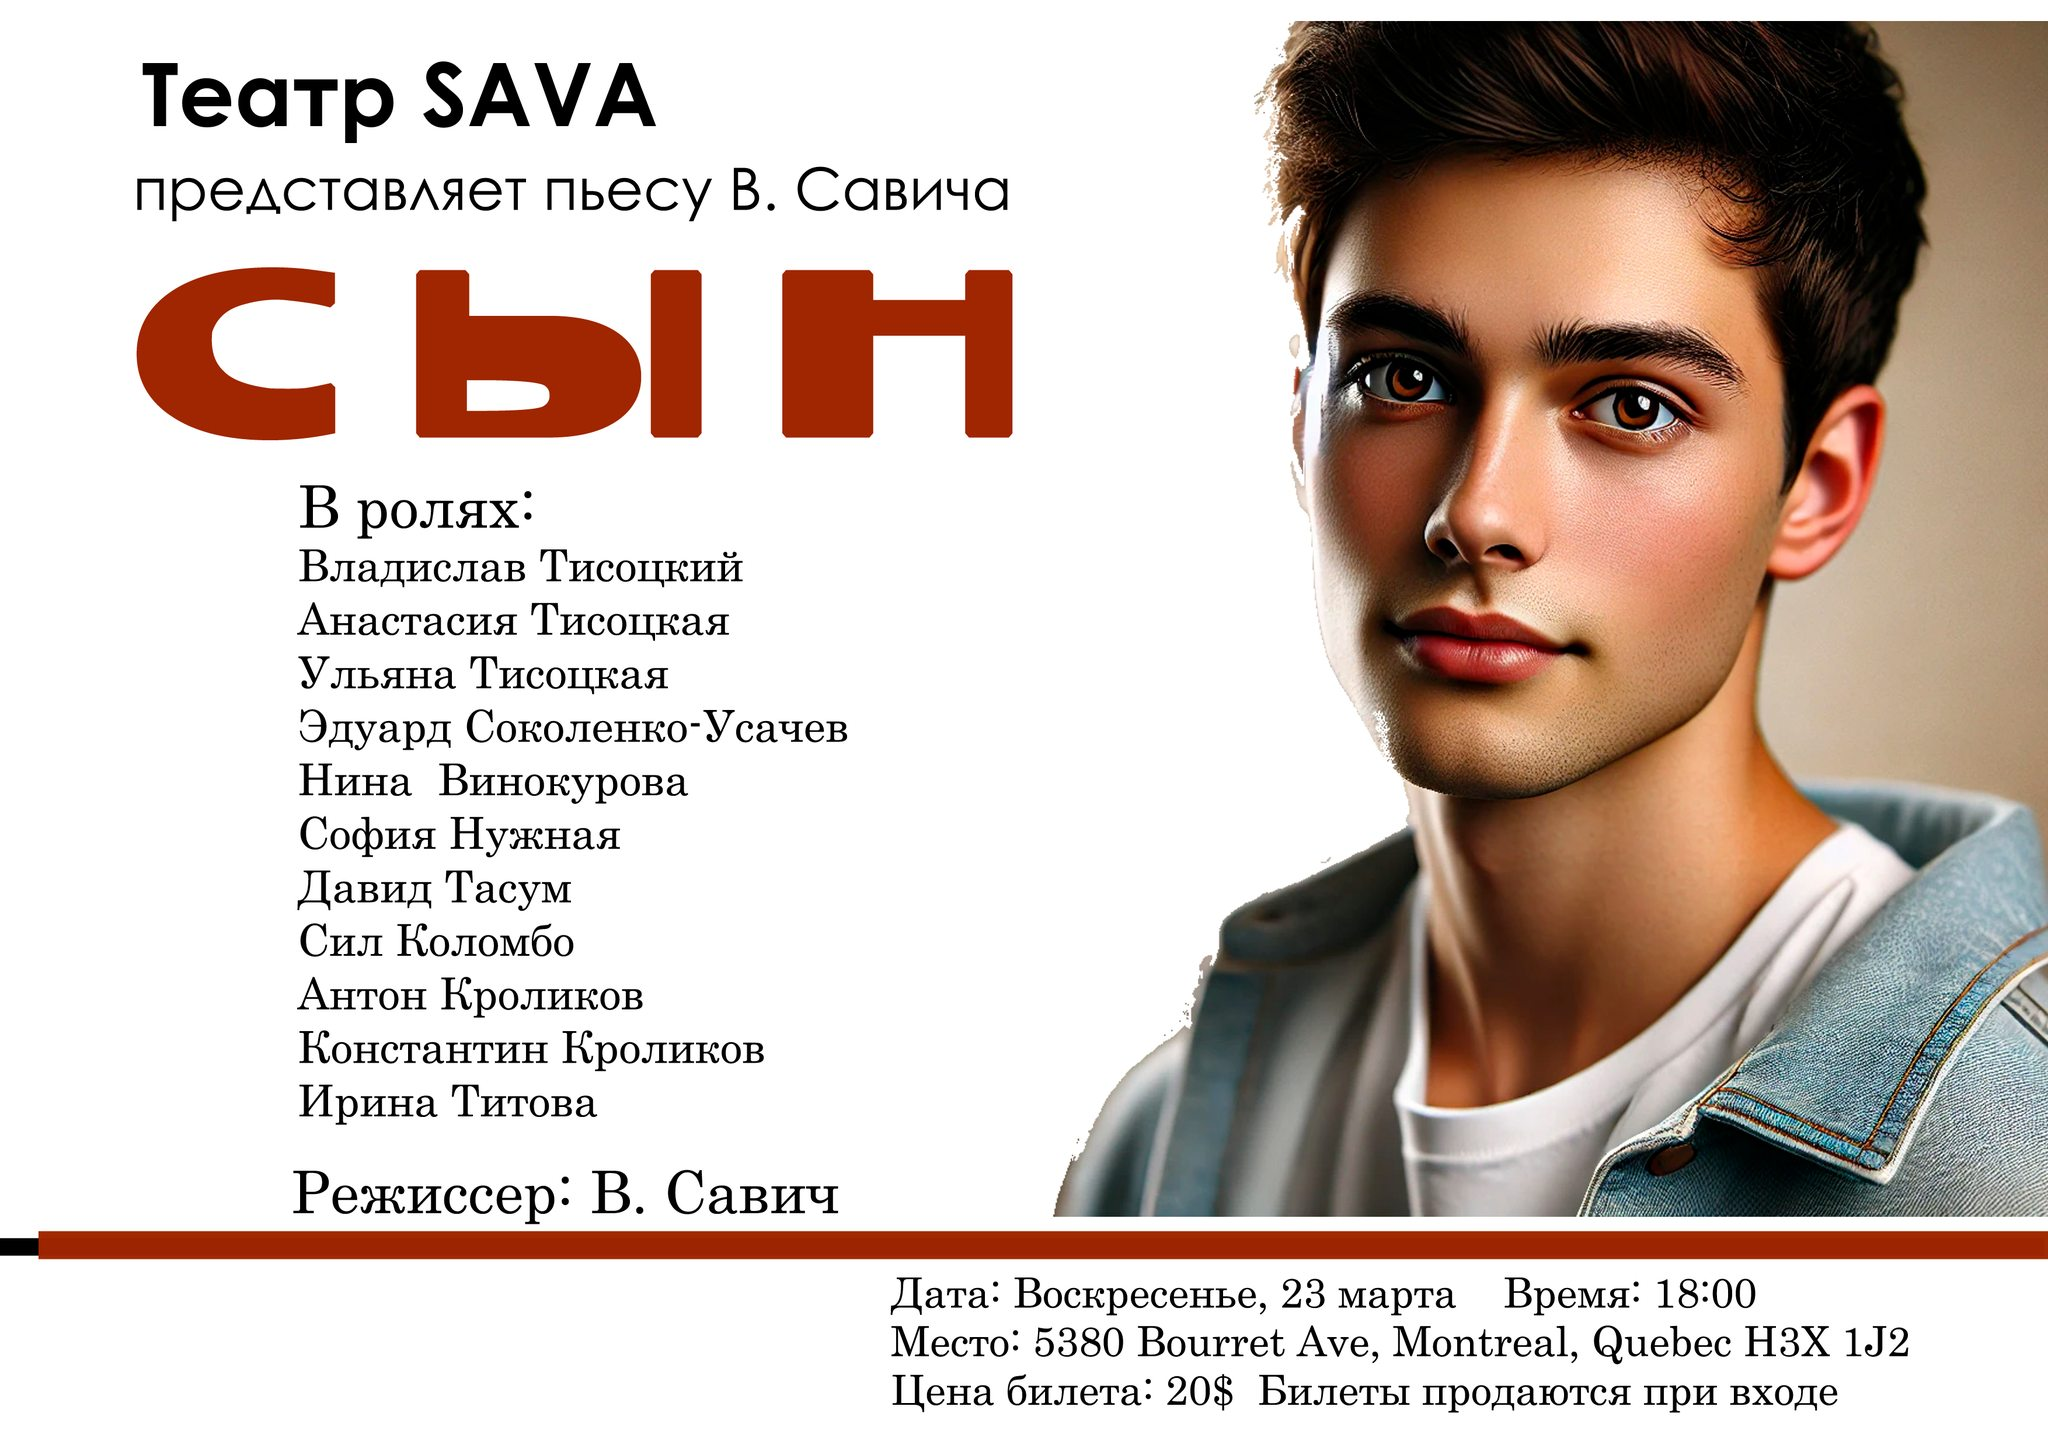 Театр SAVA
представляет пьесу В. Савича
СЫН
В ролях:
Владислав Тисоцкий
Анастасия Тисоцкая
Ульяна Тисоцкая
Эдуард Соколенко-Усачев
Нина Винокурова
София Нужная
Давид Тасум
Сил Коломбо
Антон Кроликов
Константин Кроликов
Ирина Титова
Режиссер: В. Савич
Дата: Воскресенье, 23 марта Время: 18:00
Место: 5380 Bourret Ave, Montreal, Quebec H3X 1J2
Цена билета: 20$ Билеты продаются при входе